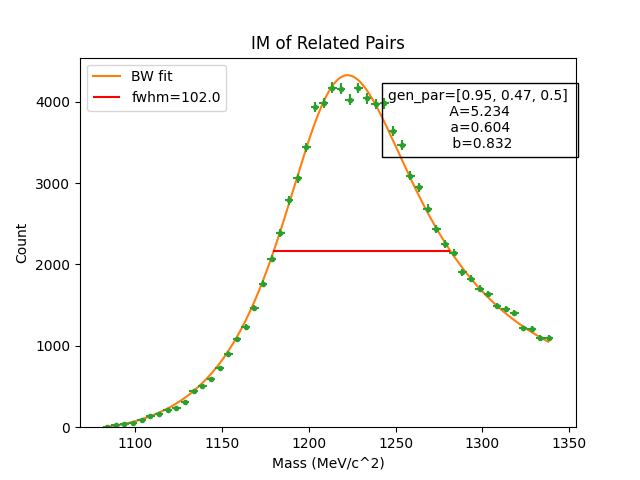 IM of Related Pairs
BW fit
fwhm=102.0
gen_par=[0.95, 0.47, 0.5]
A=5.234
a=0.604
b=0.832
Count
4000
3000
2000
1000
0
1100
1150
1200
1250
1300
1350
Mass (MeV/c^2)